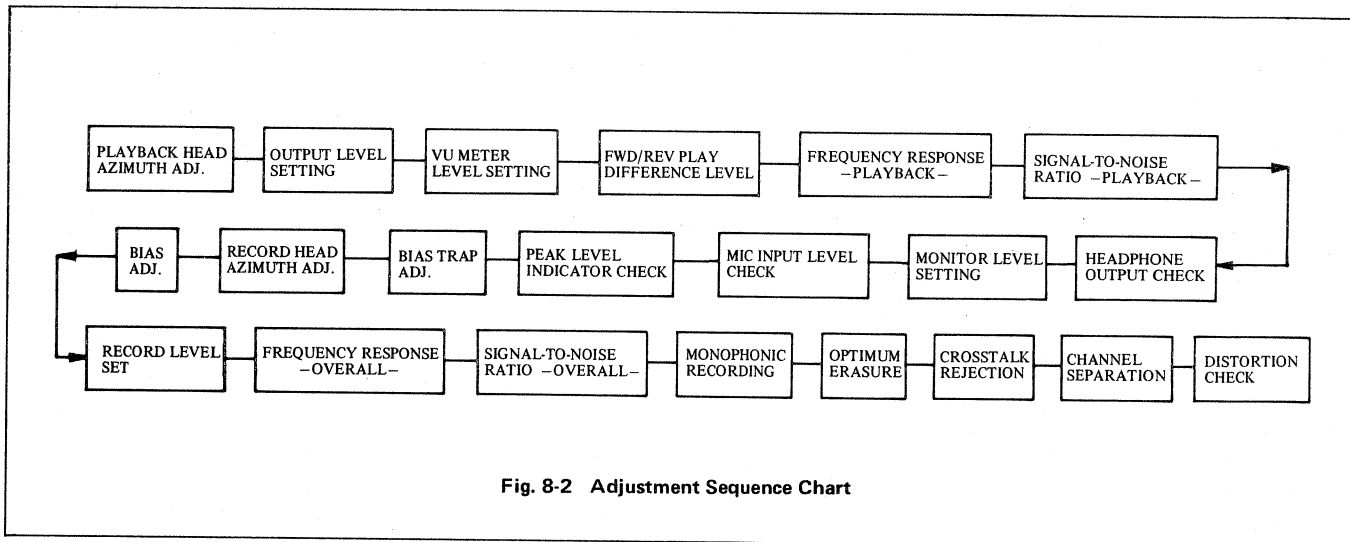 PLAYBACK HEAD
AZIMUTH ADJ.
OUTPUT LEVEL
SETTING
VU METER
LEVEL SETTING
FWD/REV PLAY
DIFFERENCE LEVEL
FREQUENCY RESPONSE
–PLAYBACK–
SIGNAL-TO-NOISE
RATIO –PLAYBACK–
BIAS
ADJ.
RECORD HEAD
AZIMUTH ADJ.
BIAS TRAP
ADJ.
PEAK LEVEL
INDICATOR CHECK
MIC INPUT LEVEL
CHECK
MONITOR LEVEL
SETTING
HEADPHONE
OUTPUT CHECK
RECORD LEVEL
SET
FREQUENCY RESPONSE
–OVERALL–
SIGNAL-TO-NOISE
RATIO –OVERALL–
MONOPHONIC
RECORDING
OPTIMUM
ERASURE
CROSSTALK
REJECTION
CHANNEL
SEPARATION
DISTORTION
CHECK
Fig. 8-2 Adjustment Sequence Chart